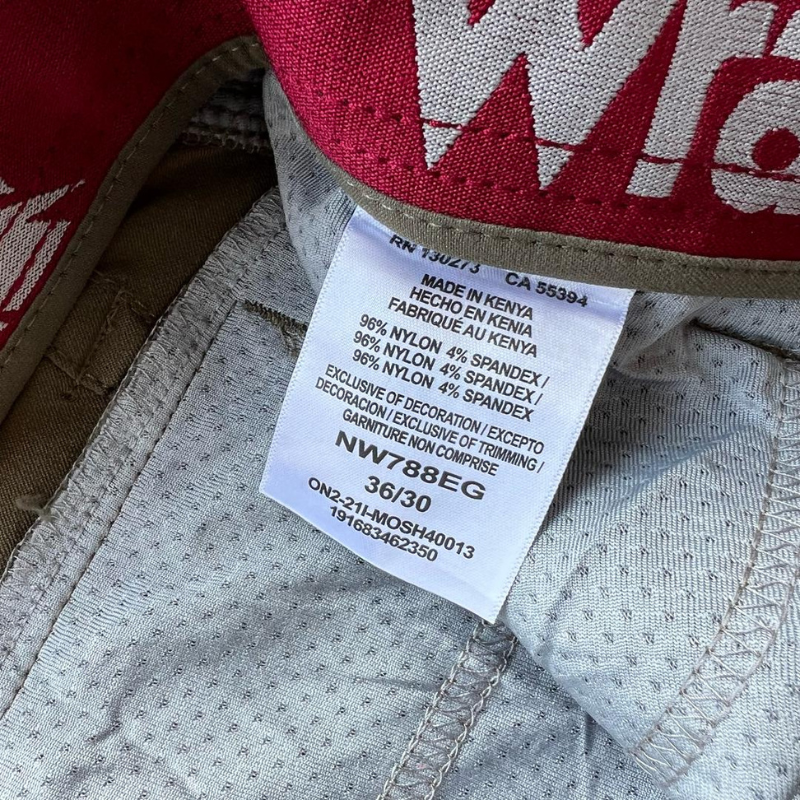 Wra
RN 130273 CA 55394
MADE IN KENYA
HECHO EN KENIA
FABRIQUÉ AU KENYA
96% NYLON 4% SPANDEX /
96% NYLON 4% SPANDEX /
96% NYLON 4% SPANDEX
EXCLUSIVE OF DECORATION / EXCEPTO
DECORACION / EXCLUSIVE OF TRIMMING /
GARNITURE NON COMPRISE
NW788EG
36/30
ON2-21I-MOSH40013
191683462350